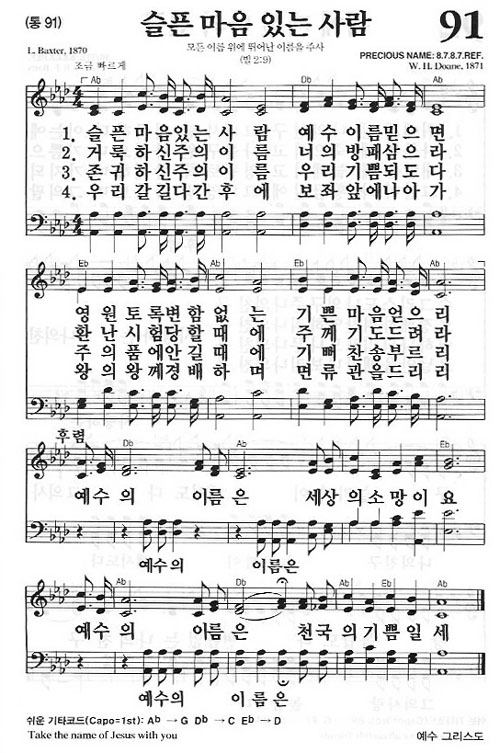 (통 91)
슬픈 마음 있는 사람
91
L. Baxter, 1870
모든 이름 위에 뛰어난 이름을 주사
(빌 2:9)
PRECIOUS NAME: 8.7.8.7.REF.
W. H. Doane, 1871
조금 빠르게
Ab Db Ab
1. 슬픈 마음있는 사 람 예수 이름믿으 면
2. 거룩 하신주의 이 름 너의 방패삼으 라
3. 존귀 하신주의 이 름 우리 기쁨되도 다
4. 우리 갈길다간 후 에 보좌 앞에나아 가
Eb Ab Eb Ab
영 원 토 록변 함 없 는 기 쁜 마 음얻 으 리
환 난 시 험당 할 때 에 주 께 기 도드 려 라
주 의 품 에안 길 때 에 기 뻐 찬 송부 르 리
왕 의 왕 께경 배 하 며 면 류 관 을드 리 리
후렴
Ab Db Ab Eb
예수 의 이름 은 세상 의소 망 이 요
예수의 이름은
Ab Db Ab Eb Ab
예수 의 이름 은 천국 의기 쁨 일 세
예수의 이름은
쉬운 기타코드(Capo=1st): Ab → G Db → C Eb → D
Take the name of Jesus with you
예수 그리스도